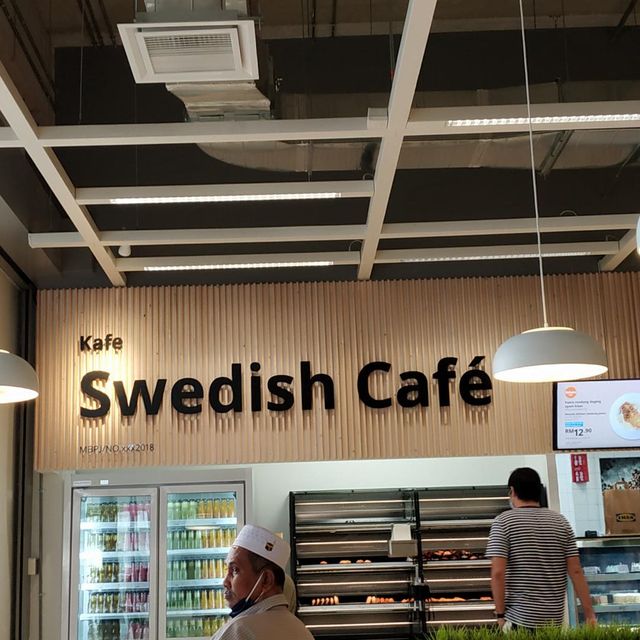 Kafe
Swedish Café
MBPJ/NO.xxx2018
RM12.90
IKEA